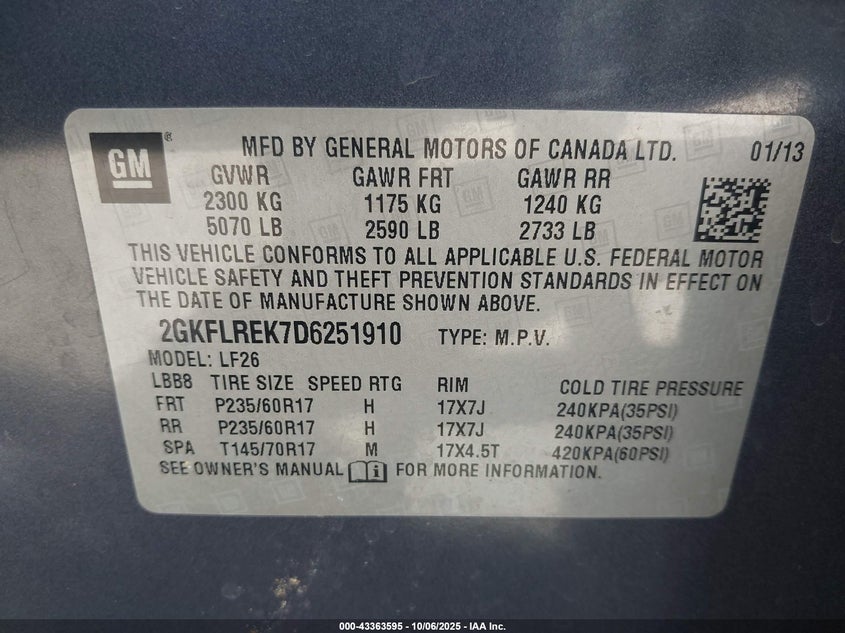 GM ®
MFD BY GENERAL MOTORS OF CANADA LTD. 01/13
GVWR GAWR FRT GAWR RR
2300 KG 1175 KG 1240 KG
5070 LB 2590 LB 2733 LB
THIS VEHICLE CONFORMS TO ALL APPLICABLE U.S. FEDERAL MOTOR
VEHICLE SAFETY AND THEFT PREVENTION STANDARDS IN EFFECT ON
THE DATE OF MANUFACTURE SHOWN ABOVE.
2GKFLREK7D6251910 TYPE: M.P.V.
MODEL: LF26
LBB8 TIRE SIZE SPEED RTG RIM COLD TIRE PRESSURE
FRT P235/60R17 H 17X7J 240KPA(35PSI)
RR P235/60R17 H 17X7J 240KPA(35PSI)
SPA T145/70R17 M 17X4.5T 420KPA(60PSI)
SEE OWNER'S MANUAL FOR MORE INFORMATION.
000-43363595 - 10/06/2025 - IAA Inc.